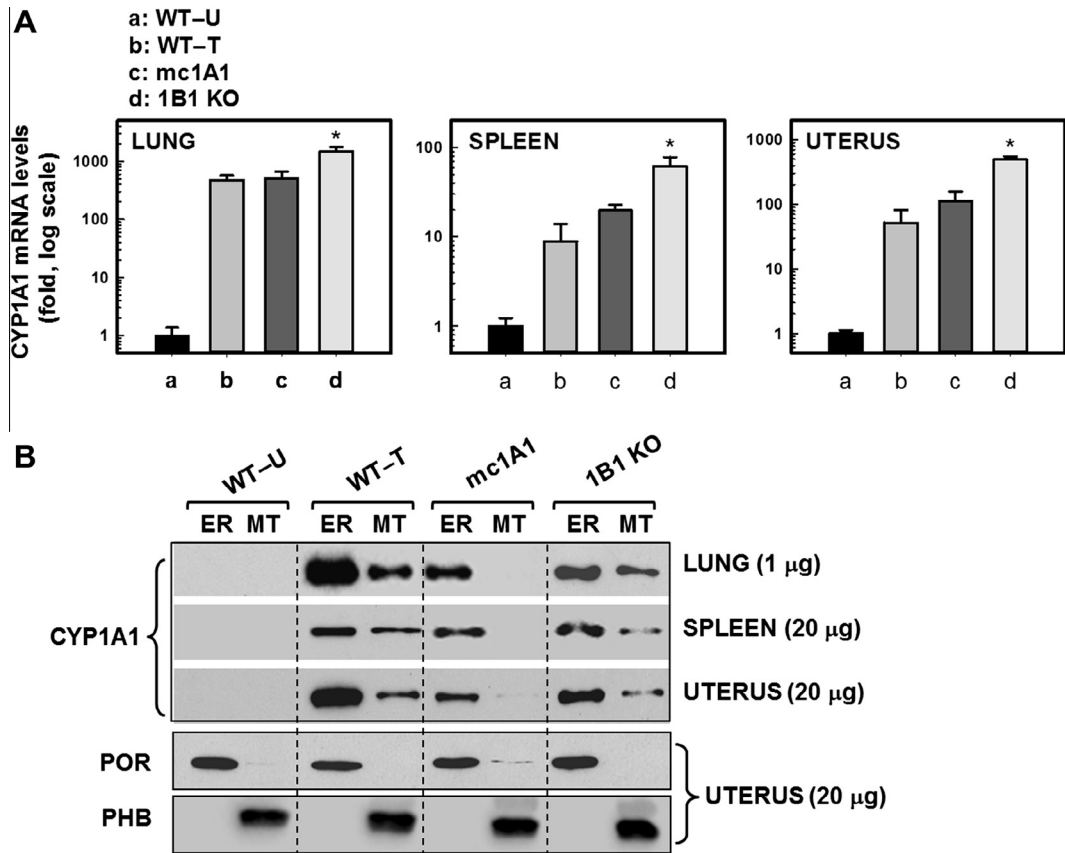 A
a: WT–U
b: WT–T
c: mc1A1
d: 1B1 KO
CYP1A1 mRNA levels
(fold, log scale)
LUNG
*
1000
100
10
1
a b c d
SPLEEN
*
100
10
1
a b c d
UTERUS
*
1000
100
10
1
a b c d
B
WT–U WT–T mc1A1 1B1 KO
ER MT ER MT ER MT ER MT
CYP1A1
LUNG (1 μg)
SPLEEN (20 μg)
UTERUS (20 μg)
POR
PHB
UTERUS (20 μg)